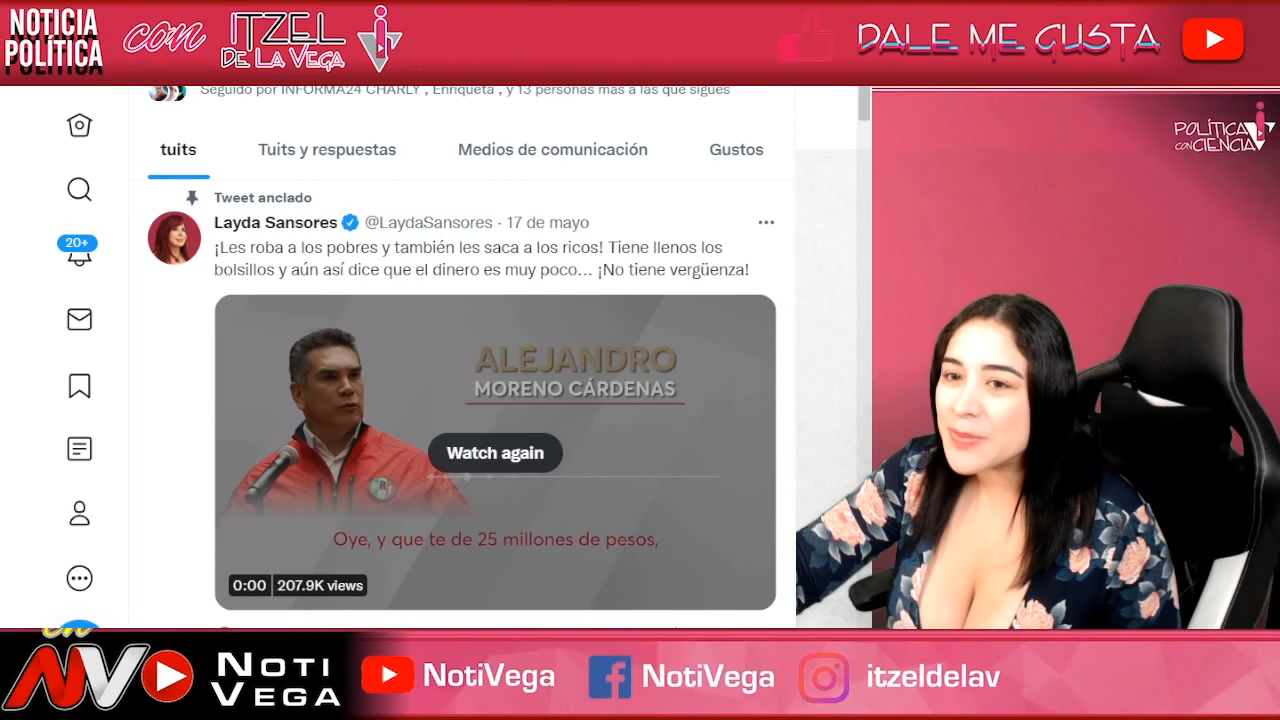 NOTICIA
POLÍTICA
con
ITZEL
DE LA VEGA
DALE ME GUSTA
Seguido por INFORMA24 CHARLY , Enriqueta , y 13 personas más a las que sigues
POLÍTICA
CON CIENCIA
tuits
Tuits y respuestas
Medios de comunicación
Gustos
Tweet anclado
Layda Sansores @LaydaSansores · 17 de mayo
¡Les roba a los pobres y también les saca a los ricos! Tiene llenos los
bolsillos y aún así dice que el dinero es muy poco... ¡No tiene vergüenza!
20+
ALEJANDRO
MORENO CÁRDENAS
Watch again
Oye, y que te de 25 millones de pesos,
0:00 207.9K views
en
NV
NOTI
VEGA
NotiVega
NotiVega
itzeldelav